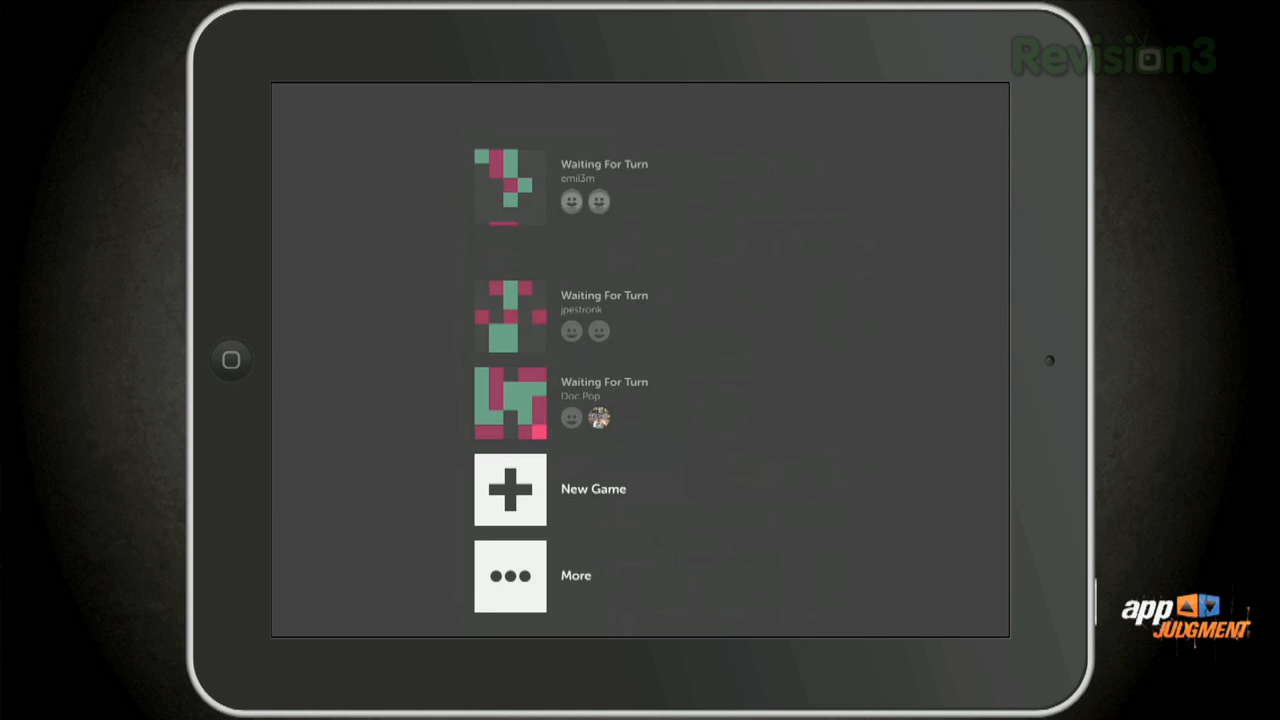 Revision3
Waiting For Turn
emil3m
Waiting For Turn
jpestronk
Waiting For Turn
Doc Pop
New Game
More
app
JUDGMENT